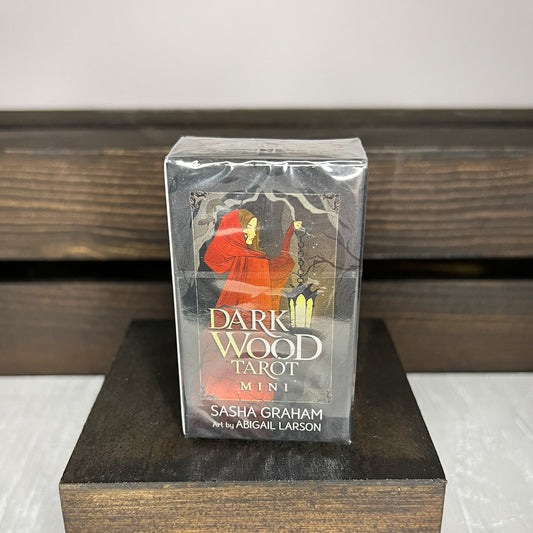 DARK
WOOD
TAROT
MINI
SASHA GRAHAM
Art by ABIGAIL LARSON